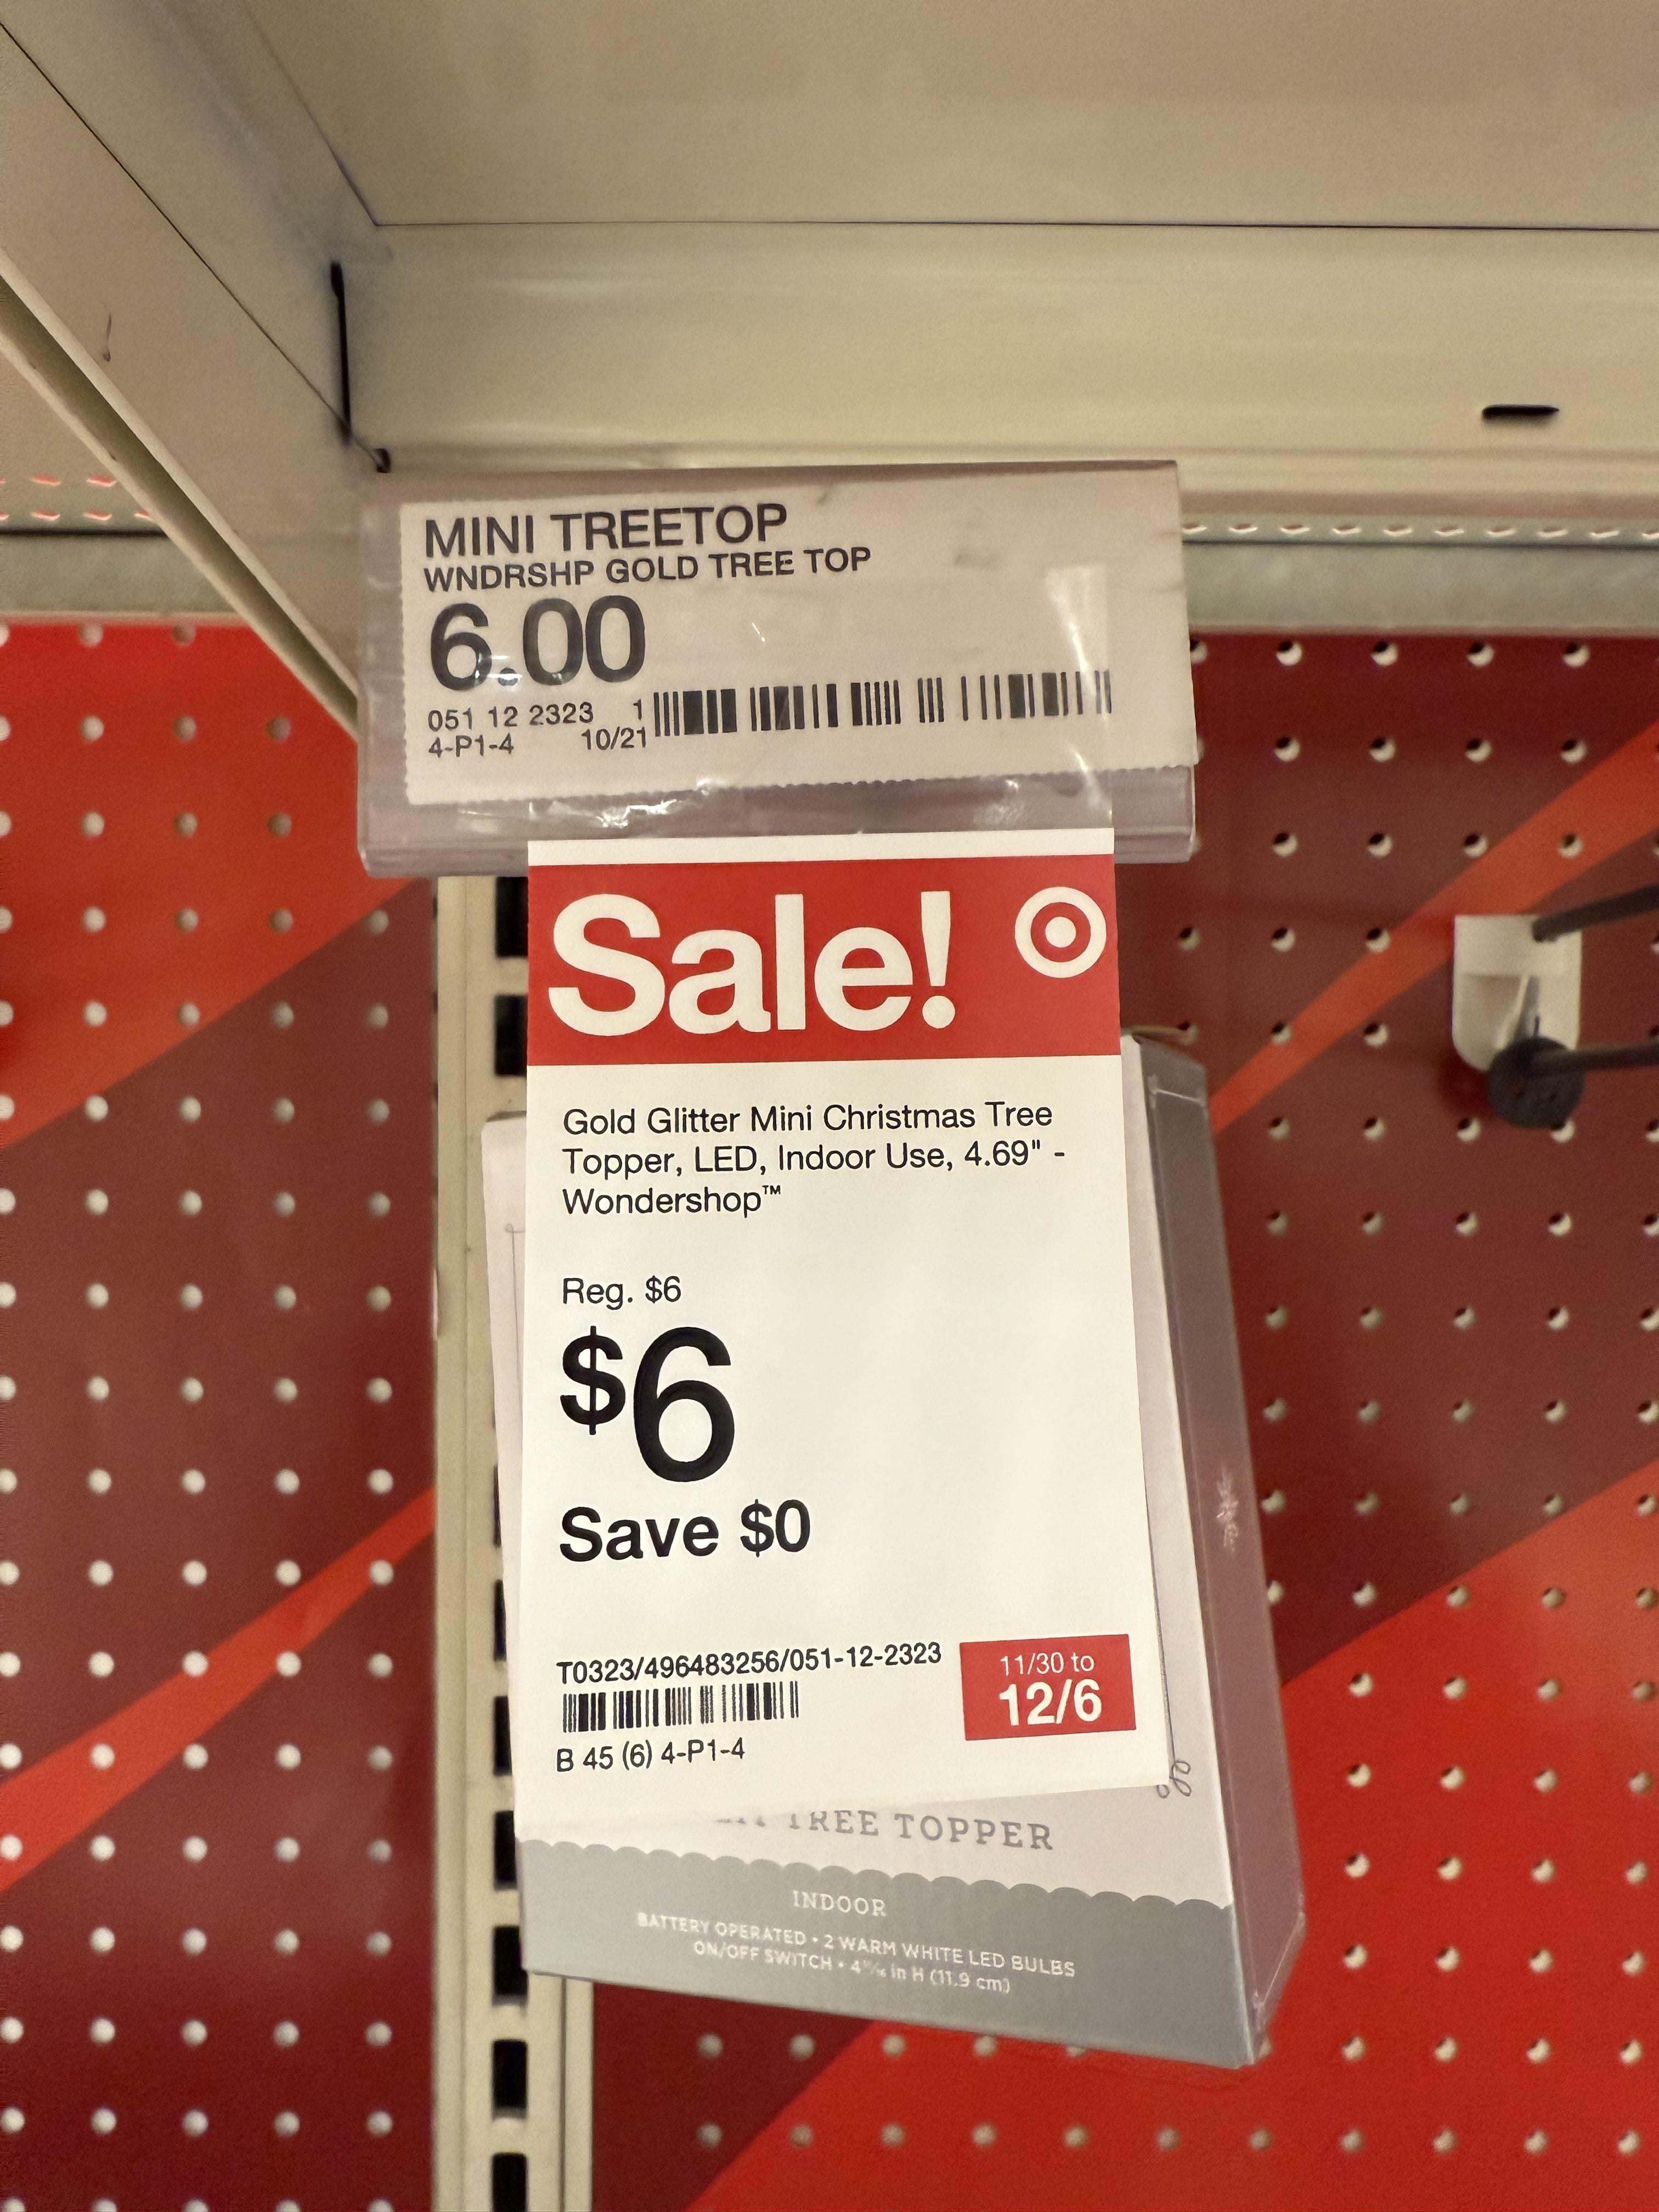 MINI TREETOP
WNDRSHP GOLD TREE TOP
6.00
051 12 2323 1
4-P1-4 10/21
Sale!
Gold Glitter Mini Christmas Tree
Topper, LED, Indoor Use, 4.69" -
Wondershop™
Reg. $6
$6
Save $0
T0323/496483256/051-12-2323
B 45 (6) 4-P1-4
11/30 to
12/6
TREE TOPPER
INDOOR
BATTERY OPERATED • 2 WARM WHITE LED BULBS
ON/OFF SWITCH • 4 in H (11.9 cm)